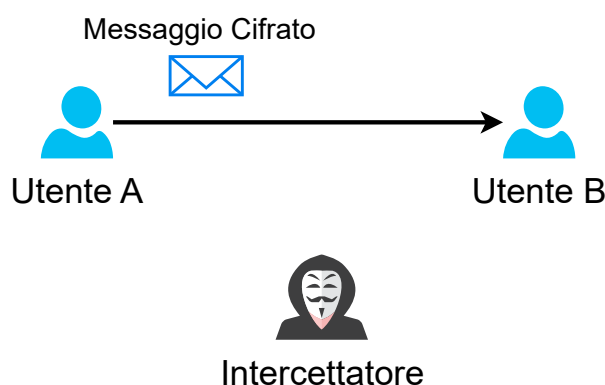 Messaggio Cifrato
Utente A
Utente B
Intercettatore